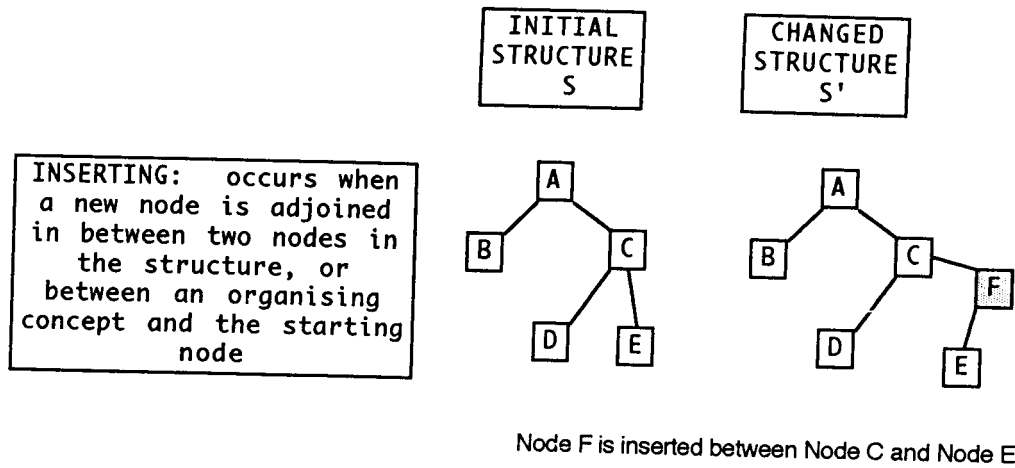 INITIAL
STRUCTURE
S
CHANGED
STRUCTURE
S'
INSERTING: occurs when
a new node is adjoined
in between two nodes in
the structure, or
between an organising
concept and the starting
node
A
B
C
D
E
A
B
C
F
D
E
Node F is inserted between Node C and Node E